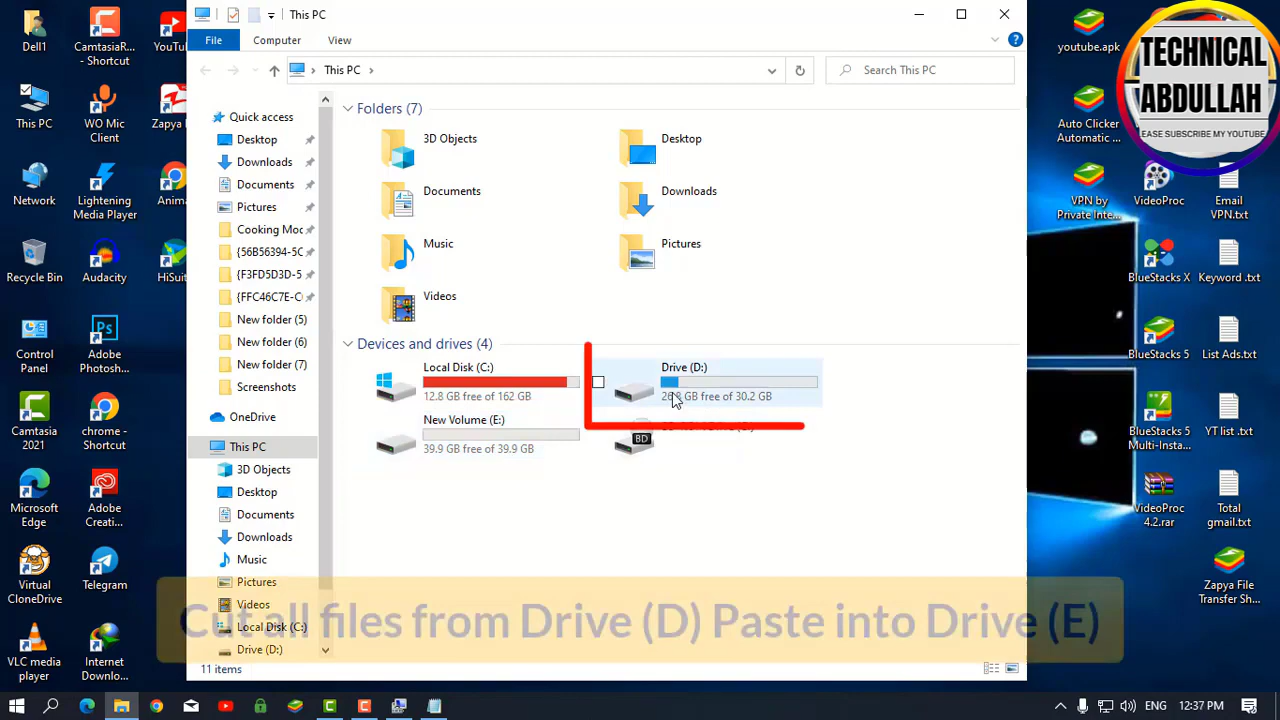 This PC
File
Computer
View
This PC
Search This PC
Quick access
Desktop
Downloads
Documents
Pictures
Cooking Moc
{56B56394-5C
{F3FD5D3D-5
{FFC46C7E-C
New folder (5)
New folder (6)
New folder (7)
Screenshots
OneDrive
This PC
3D Objects
Desktop
Documents
Downloads
Music
Pictures
Videos
Local Disk (C:)
Drive (D:)
Folders (7)
3D Objects
Desktop
Documents
Downloads
Music
Pictures
Videos
Devices and drives (4)
Local Disk (C:)
12.8 GB free of 162 GB
Drive (D:)
26.8 GB free of 30.2 GB
New Volume (E:)
39.9 GB free of 39.9 GB
BD
11 items
Dell1
CamtasiaR...
- Shortcut
YouTu
This PC
WO Mic
Client
Zapya
Network
Lightening
Media Player
Anima
Recycle Bin
Audacity
HiSuit
Control
Panel
Adobe
Photosh...
Camtasia
2021
chrome -
Shortcut
Microsoft
Edge
Adobe
Creati...
Virtual
CloneDrive
Telegram
VLC media
player
Internet
Downlo...
youtube.apk
Auto Clicker
Automatic ...
VPN by
Private Inte...
VideoProc
Email
VPN.txt
BlueStacks X
Keyword .txt
BlueStacks 5
List Ads.txt
BlueStacks 5
Multi-Insta...
YT list .txt
VideoProc
4.2.rar
Total
gmail.txt
Zapya File
Transfer Sh...
TECHNICAL
ABDULLAH
EASE SUBSCRIBE MY YOUTUBE
Cut all files from Drive (D) Paste into Drive (E)
ENG
12:37 PM